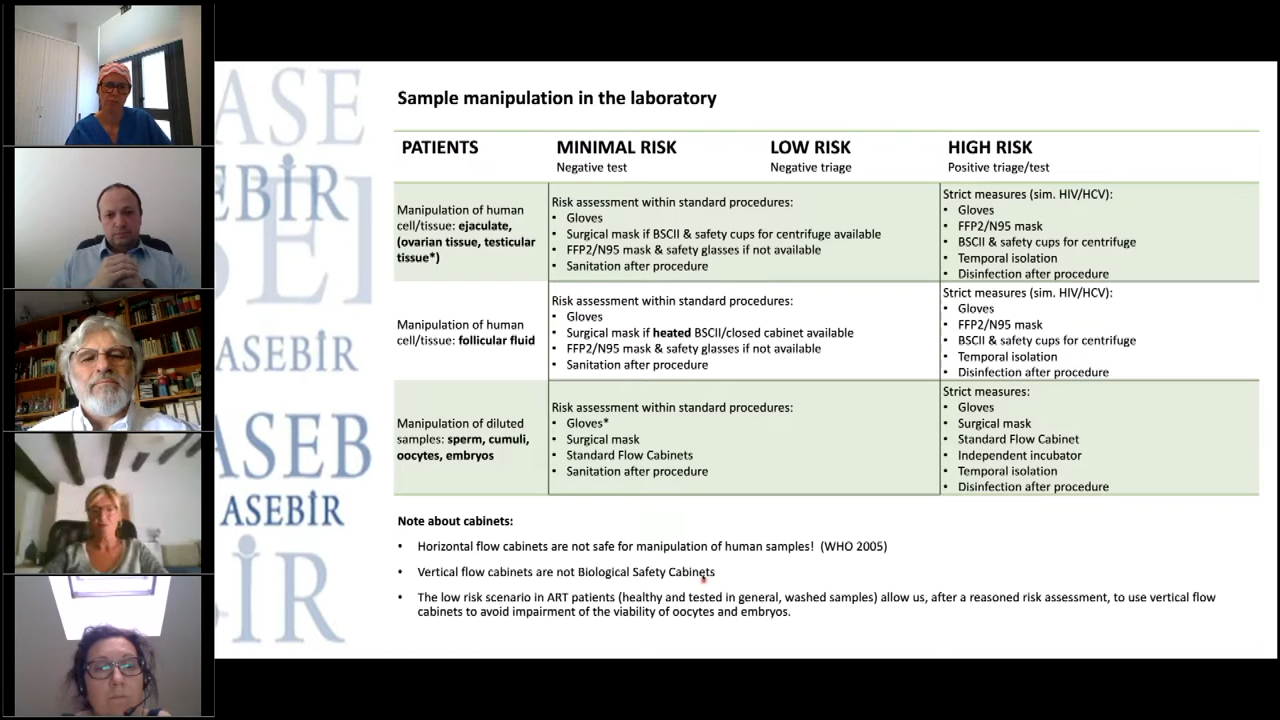 ASE
EBİR
EI
ASEBİR
ASEB
ASEBİR
İR
Sample manipulation in the laboratory
PATIENTS
MINIMAL RISK
LOW RISK
HIGH RISK
Negative test
Negative triage
Positive triage/test
Manipulation of human
cell/tissue: ejaculate,
(ovarian tissue, testicular
tissue*)
Risk assessment within standard procedures:
• Gloves
• Surgical mask if BSCII & safety cups for centrifuge available
• FFP2/N95 mask & safety glasses if not available
• Sanitation after procedure
Strict measures (sim. HIV/HCV):
• Gloves
• FFP2/N95 mask
• BSCII & safety cups for centrifuge
• Temporal isolation
• Disinfection after procedure
Manipulation of human
cell/tissue: follicular fluid
Risk assessment within standard procedures:
• Gloves
• Surgical mask if heated BSCII/closed cabinet available
• FFP2/N95 mask & safety glasses if not available
• Sanitation after procedure
Strict measures (sim. HIV/HCV):
• Gloves
• FFP2/N95 mask
• BSCII & safety cups for centrifuge
• Temporal isolation
• Disinfection after procedure
Manipulation of diluted
samples: sperm, cumuli,
oocytes, embryos
Risk assessment within standard procedures:
• Gloves*
• Surgical mask
• Standard Flow Cabinets
• Sanitation after procedure
Strict measures:
• Gloves
• Surgical mask
• Standard Flow Cabinet
• Independent incubator
• Temporal isolation
• Disinfection after procedure
Note about cabinets:
• Horizontal flow cabinets are not safe for manipulation of human samples! (WHO 2005)
• Vertical flow cabinets are not Biological Safety Cabinets
• The low risk scenario in ART patients (healthy and tested in general, washed samples) allow us, after a reasoned risk assessment, to use vertical flow
cabinets to avoid impairment of the viability of oocytes and embryos.